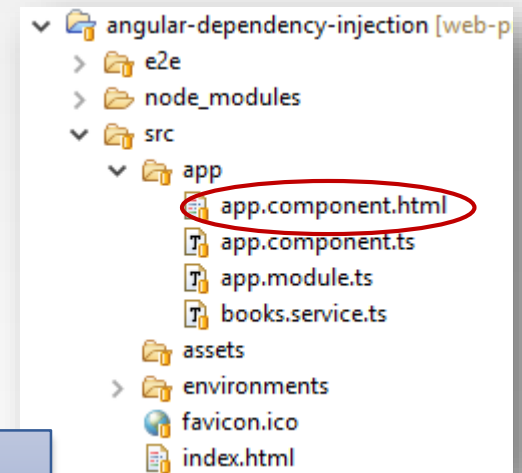 angular-dependency-injection [web-p
e2e
node_modules
src
app
app.component.html
app.component.ts
app.module.ts
books.service.ts
assets
environments
favicon.ico
index.html